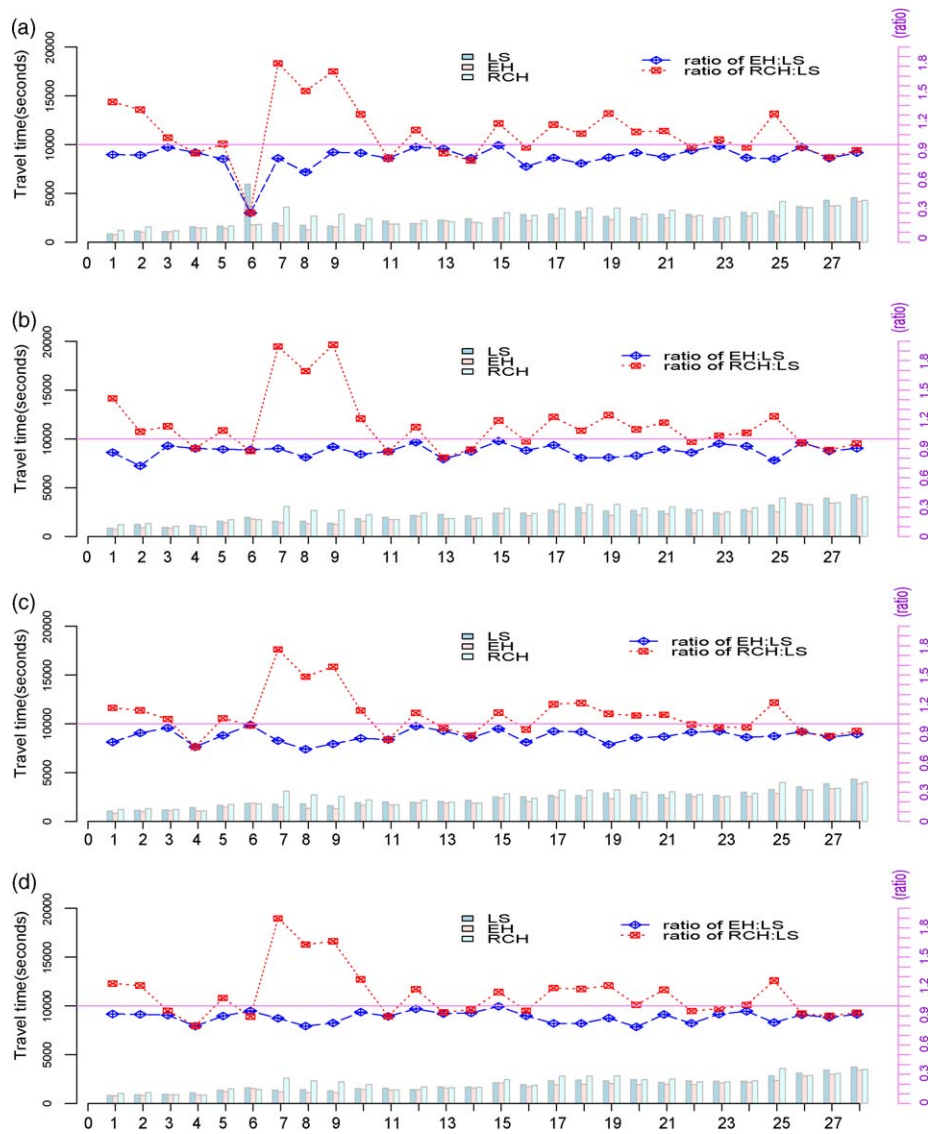 (a)
(ratio)
Travel time(seconds)
20000
15000
10000
5000
0
LS
EH
RCH
ratio of EH:LS
ratio of RCH:LS
1.8
1.5
1.2
0.9
0.6
0.3
0
0 1 2 3 4 5 6 7 8 9 11 13 15 17 19 21 23 25 27
(b)
(ratio)
Travel time(seconds)
20000
15000
10000
5000
0
LS
EH
RCH
ratio of EH:LS
ratio of RCH:LS
1.8
1.5
1.2
0.9
0.6
0.3
0
0 1 2 3 4 5 6 7 8 9 11 13 15 17 19 21 23 25 27
(c)
(ratio)
Travel time(seconds)
20000
15000
10000
5000
0
LS
EH
RCH
ratio of EH:LS
ratio of RCH:LS
1.8
1.5
1.2
0.9
0.6
0.3
0
0 1 2 3 4 5 6 7 8 9 11 13 15 17 19 21 23 25 27
(d)
(ratio)
Travel time(seconds)
20000
15000
10000
5000
0
LS
EH
RCH
ratio of EH:LS
ratio of RCH:LS
1.8
1.5
1.2
0.9
0.6
0.3
0
0 1 2 3 4 5 6 7 8 9 11 13 15 17 19 21 23 25 27